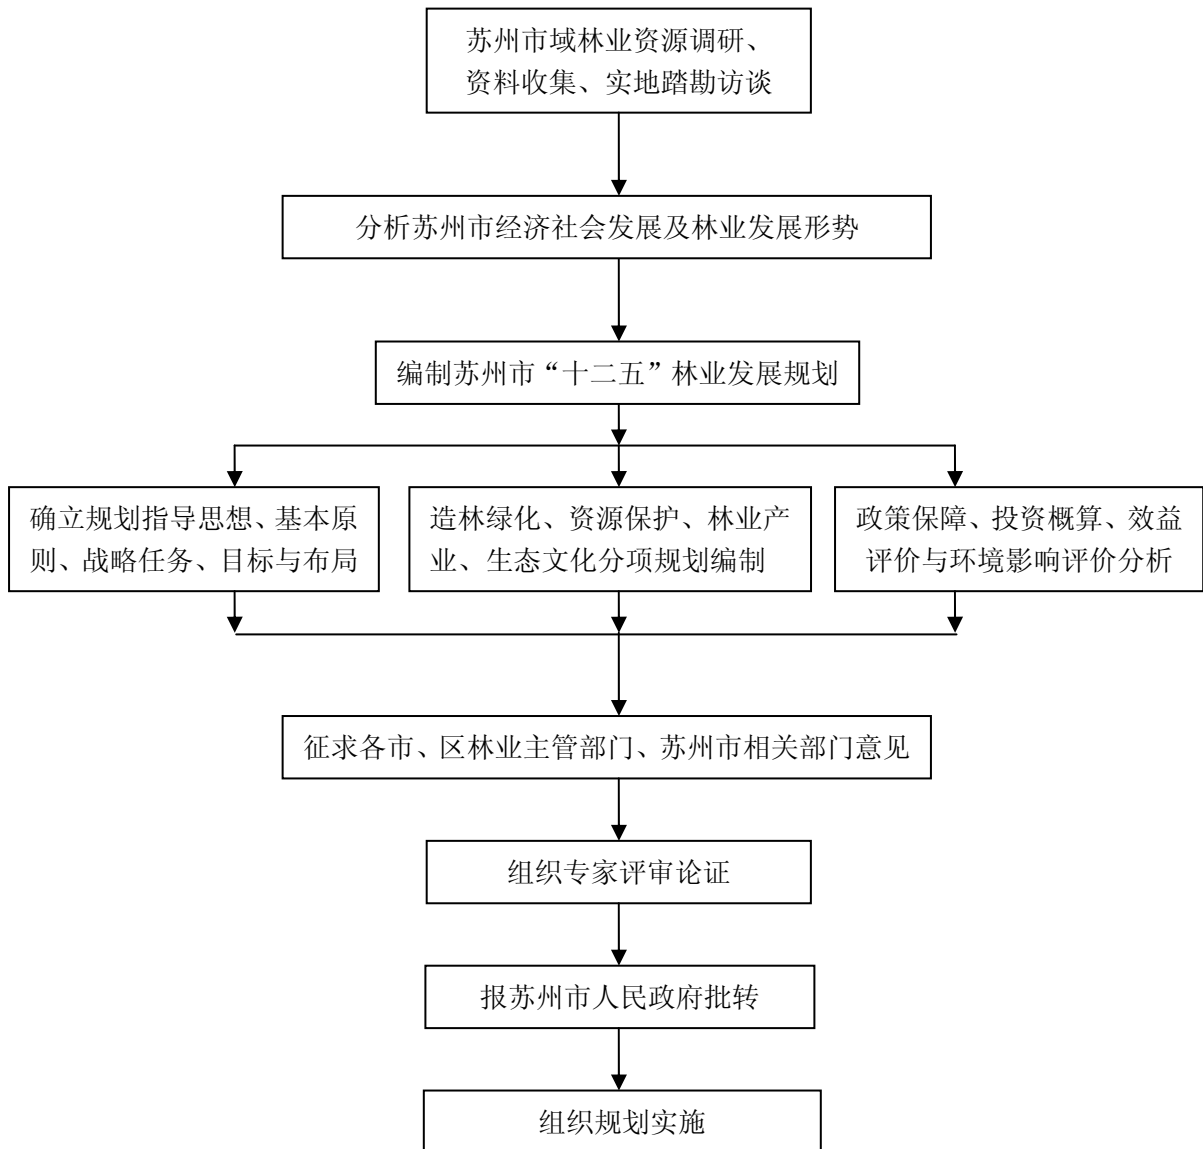 苏州市域林业资源调研、
资料收集、实地踏勘访谈
分析苏州市经济社会发展及林业发展形势
编制苏州市“十二五”林业发展规划
确立规划指导思想、基本原
则、战略任务、目标与布局
造林绿化、资源保护、林业产
业、生态文化分项规划编制
政策保障、投资概算、效益
评价与环境影响评价分析
征求各市、区林业主管部门、苏州市相关部门意见
组织专家评审论证
报苏州市人民政府批转
组织规划实施